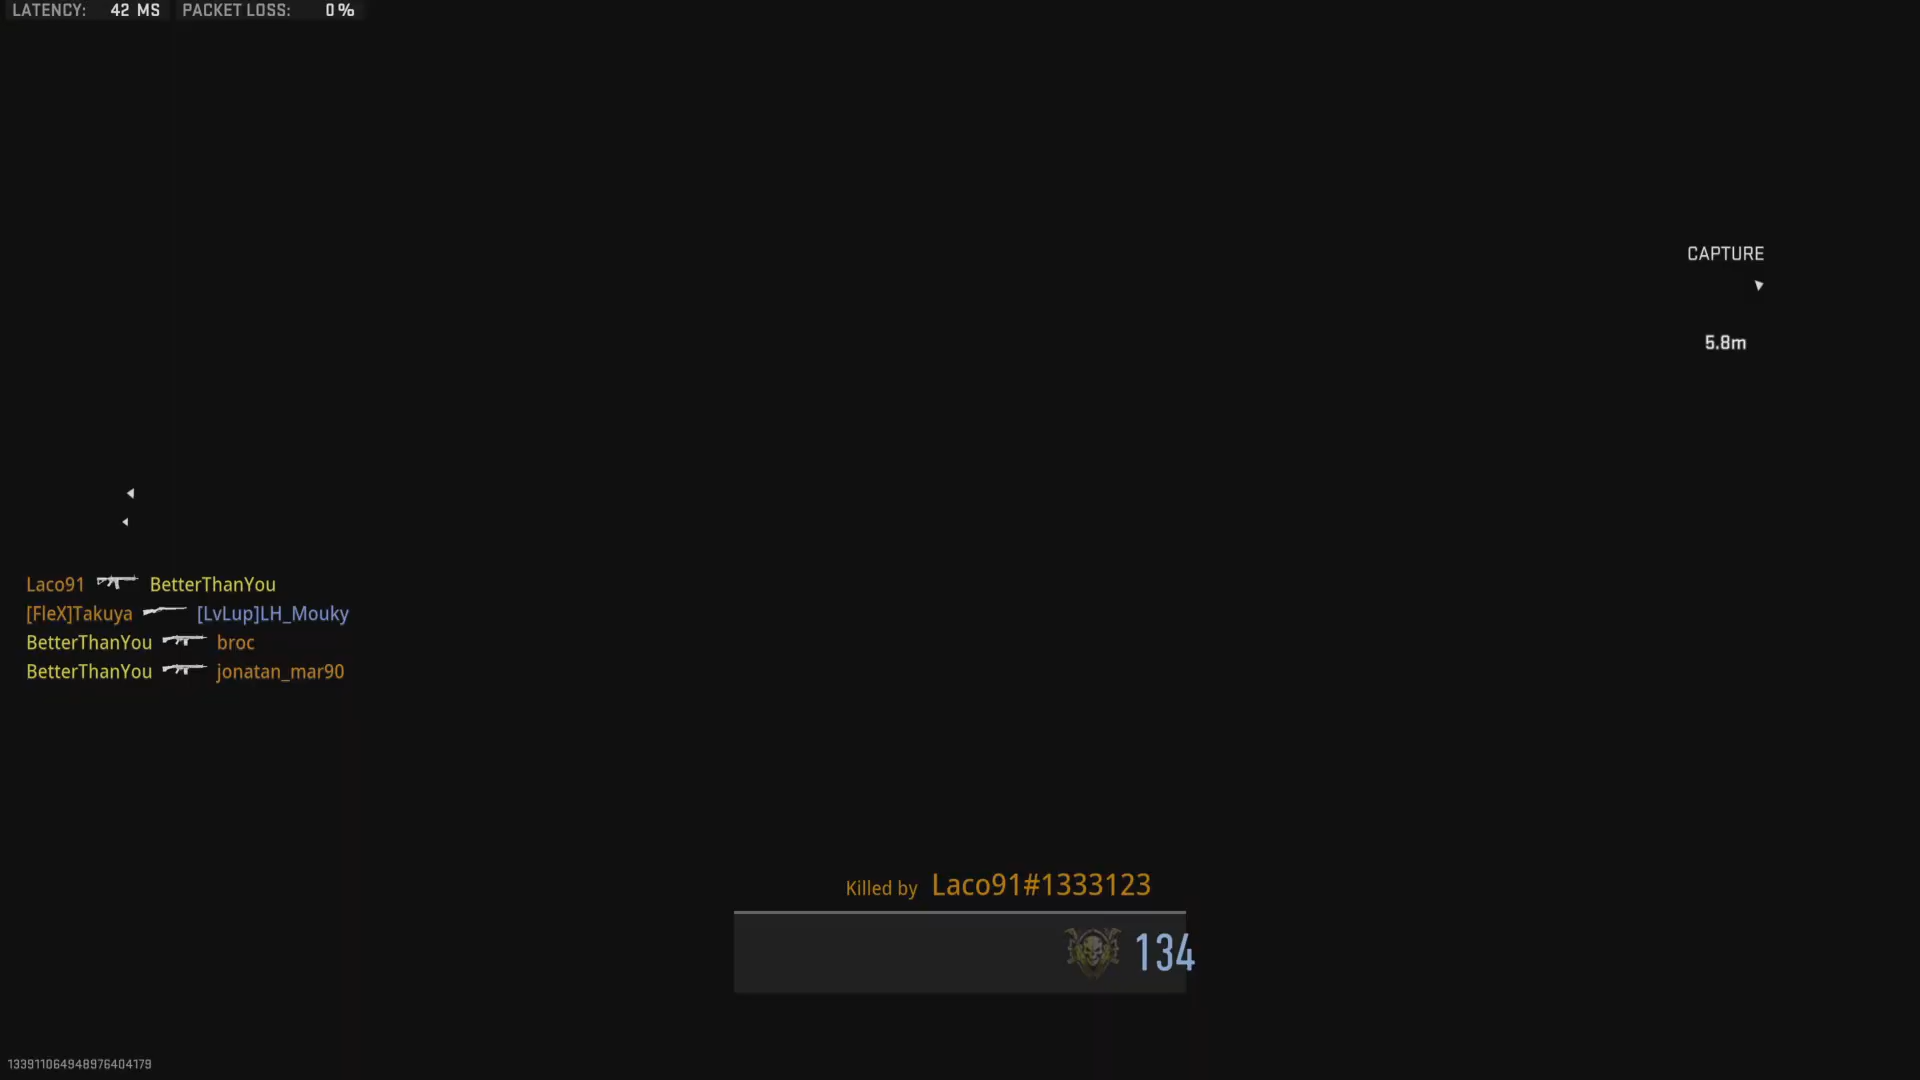 LATENCY: 42 MS PACKET LOSS: 0%
CAPTURE
5.8m
Laco91 BetterThanYou
[FleX]Takuya [LvLup]LH_Mouky
BetterThanYou broc
BetterThanYou jonatan_mar90
Killed by Laco91#1333123
134
133911064948976404179